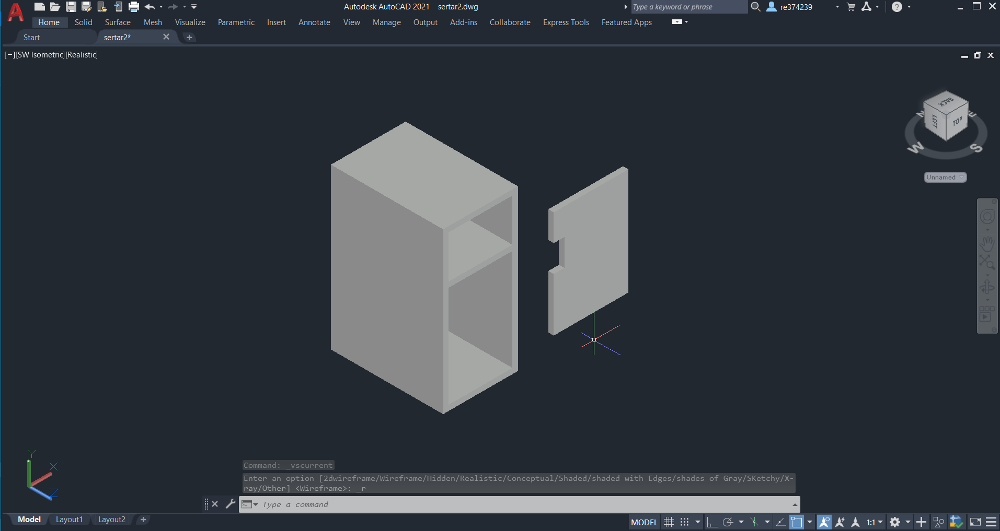 Autodesk AutoCAD 2021 sertar2.dwg
Type a keyword or phrase
re374239
Home Solid Surface Mesh Visualize Parametric Insert Annotate View Manage Output Add-ins Collaborate Express Tools Featured Apps
Start sertar2*
[−][SW Isometric][Realistic]
BACK
N E
LEFT TOP
W S
Unnamed
Y
X
Z
Command: _vscurrent
Enter an option [2dwireframe/Wireframe/Hidden/Realistic/Conceptual/Shaded/shaded with Edges/shades of Gray/SKetchy/X-
ray/Other] <Wireframe>: _r
Type a command
Model Layout1 Layout2
MODEL 1:1